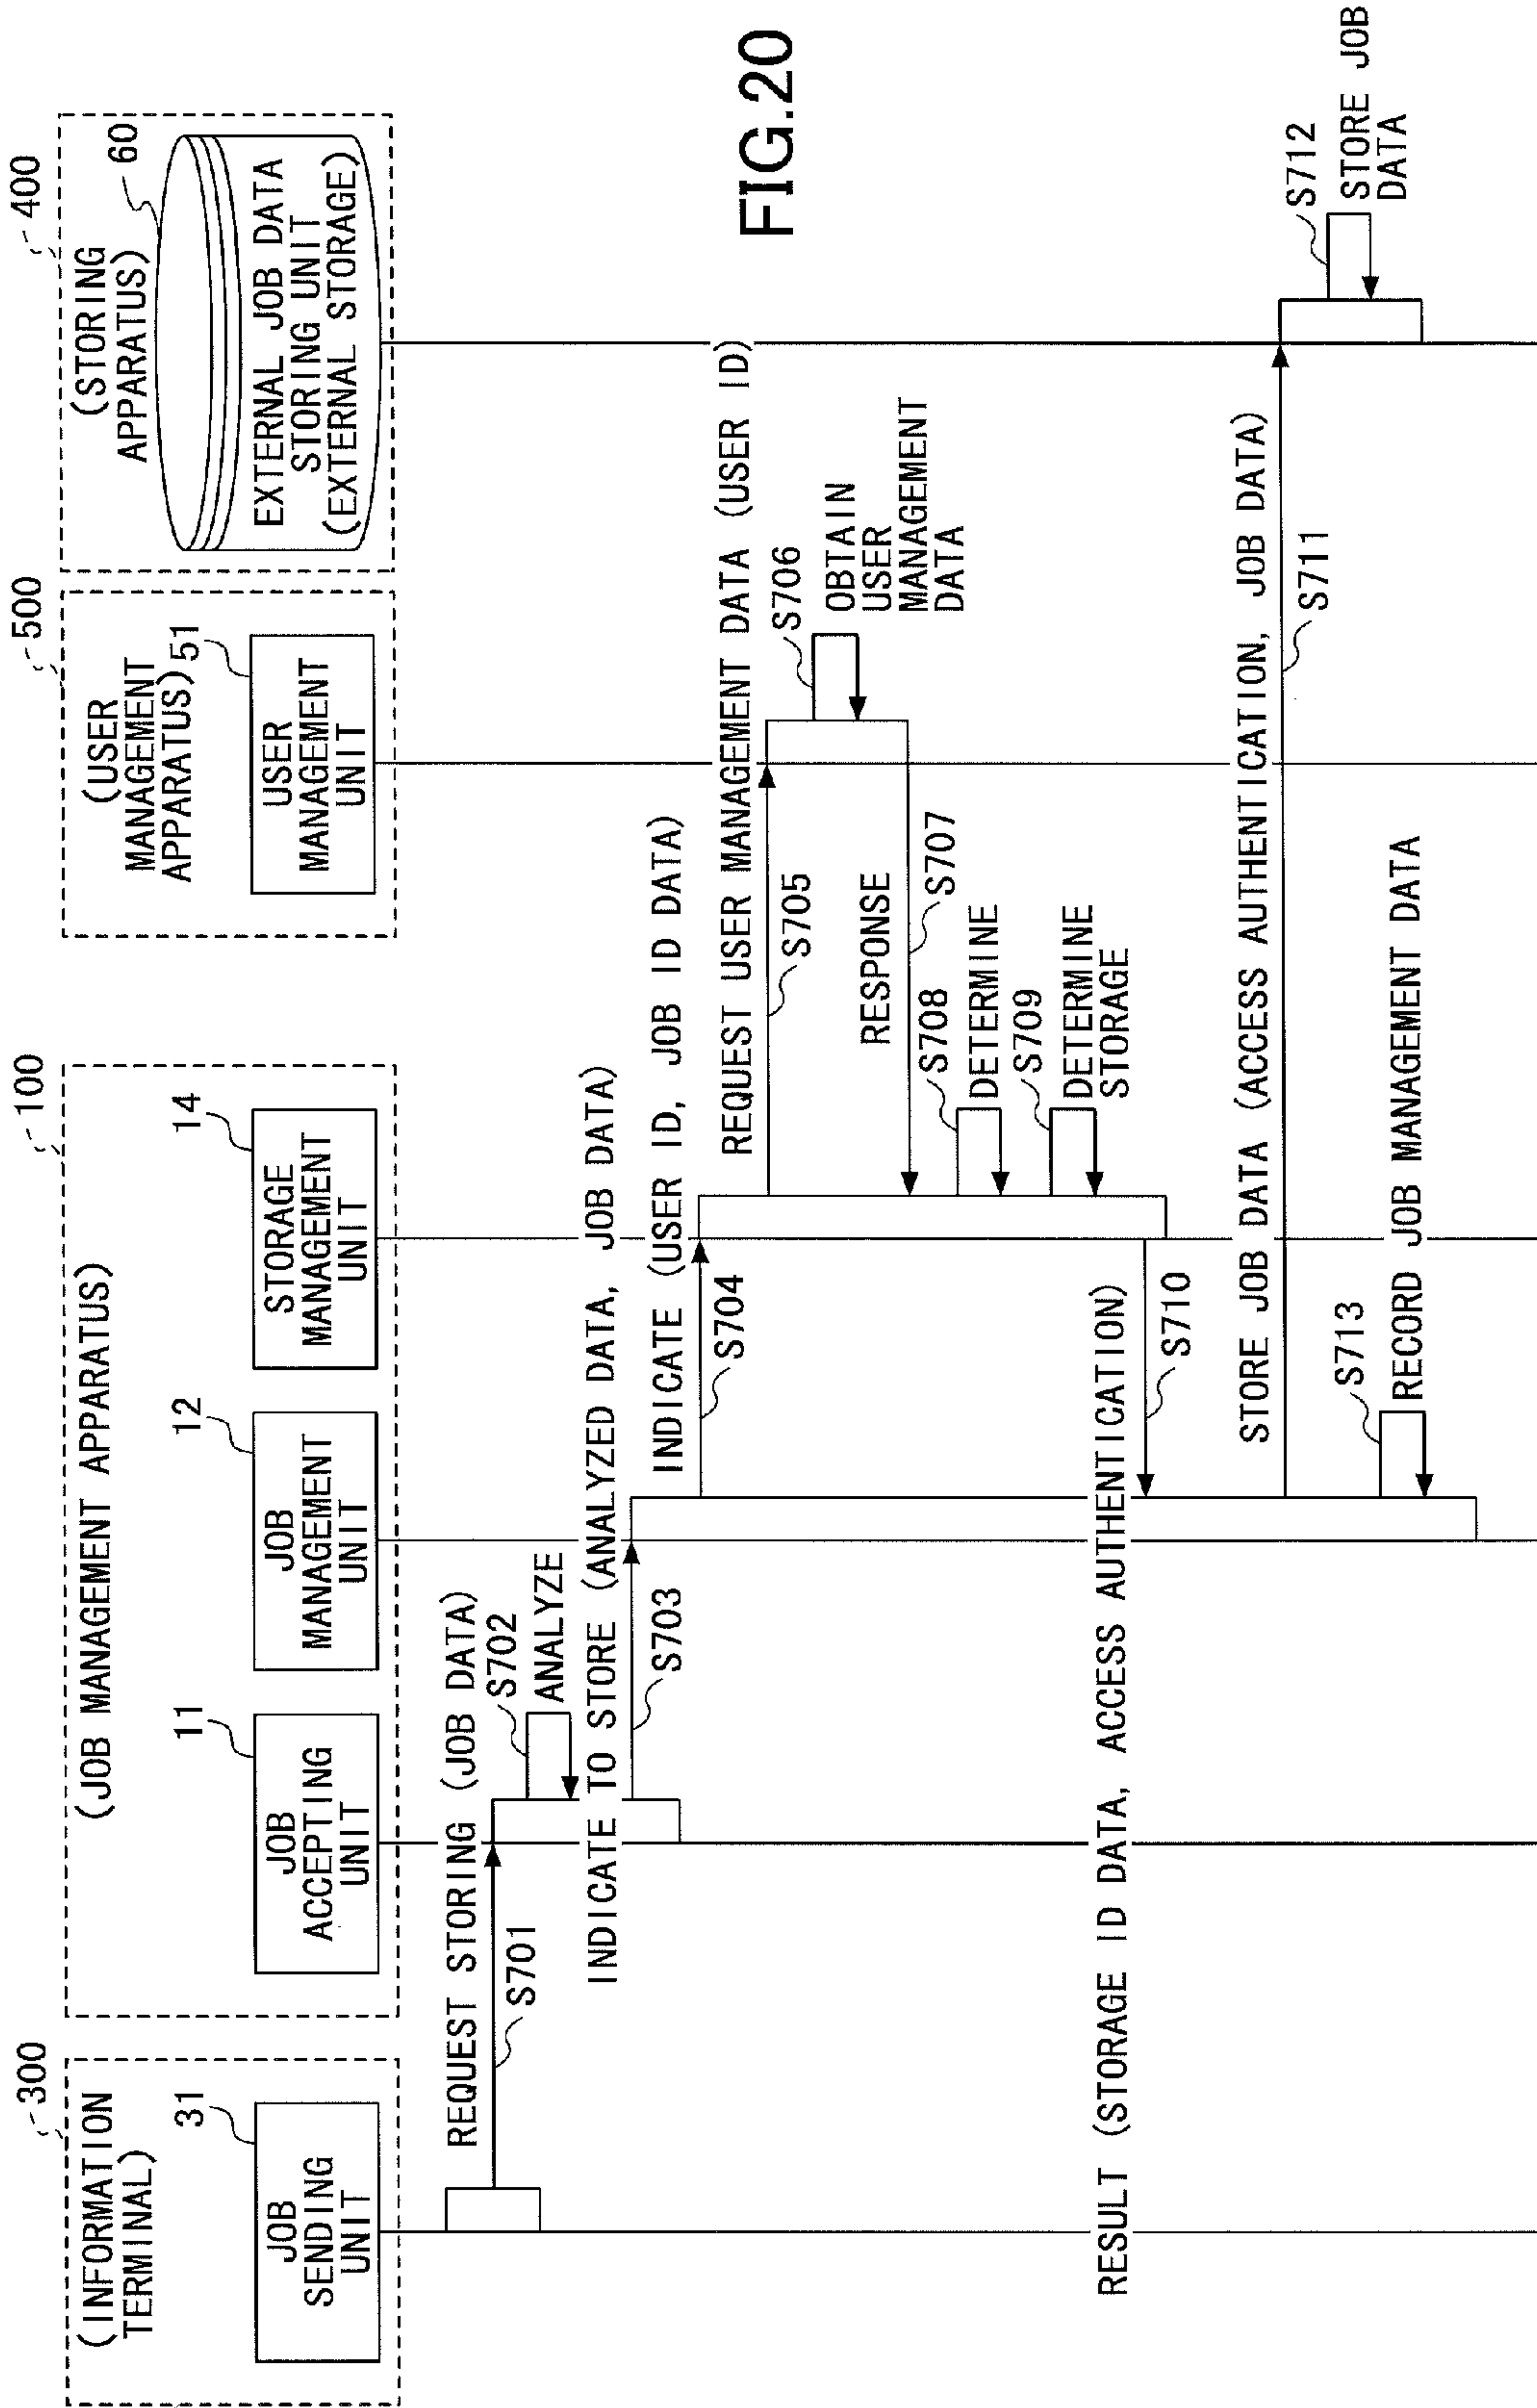 FIG.20
300
(INFORMATION
TERMINAL)
31
JOB
SENDING
UNIT
100
(JOB MANAGEMENT APPARATUS)
11
JOB
ACCEPTING
UNIT
12
JOB
MANAGEMENT
UNIT
14
STORAGE
MANAGEMENT
UNIT
500
(USER
MANAGEMENT
APPARATUS)
51
USER
MANAGEMENT
UNIT
400
(STORING
APPARATUS)
60
EXTERNAL JOB DATA
STORING UNIT
(EXTERNAL STORAGE)
REQUEST STORING (JOB DATA)
S701
S702
ANALYZE
INDICATE TO STORE (ANALYZED DATA, JOB DATA)
S703
INDICATE (USER ID, JOB ID DATA)
S704
REQUEST USER MANAGEMENT DATA (USER ID)
S705
S706
OBTAIN
USER
MANAGEMENT
DATA
RESPONSE
S707
S708
DETERMINE
S709
DETERMINE
STORAGE
RESULT (STORAGE ID DATA, ACCESS AUTHENTICATION)
S710
STORE JOB DATA (ACCESS AUTHENTICATION, JOB DATA)
S711
S712
STORE JOB
DATA
S713
RECORD JOB MANAGEMENT DATA